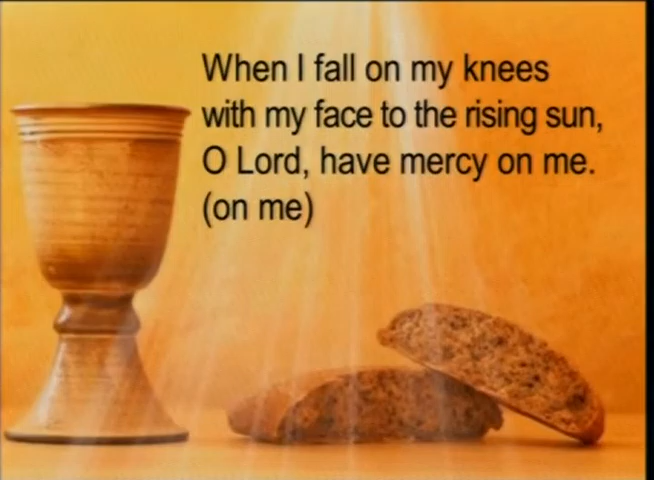 When I fall on my knees
with my face to the rising sun,
O Lord, have mercy on me.
(on me)